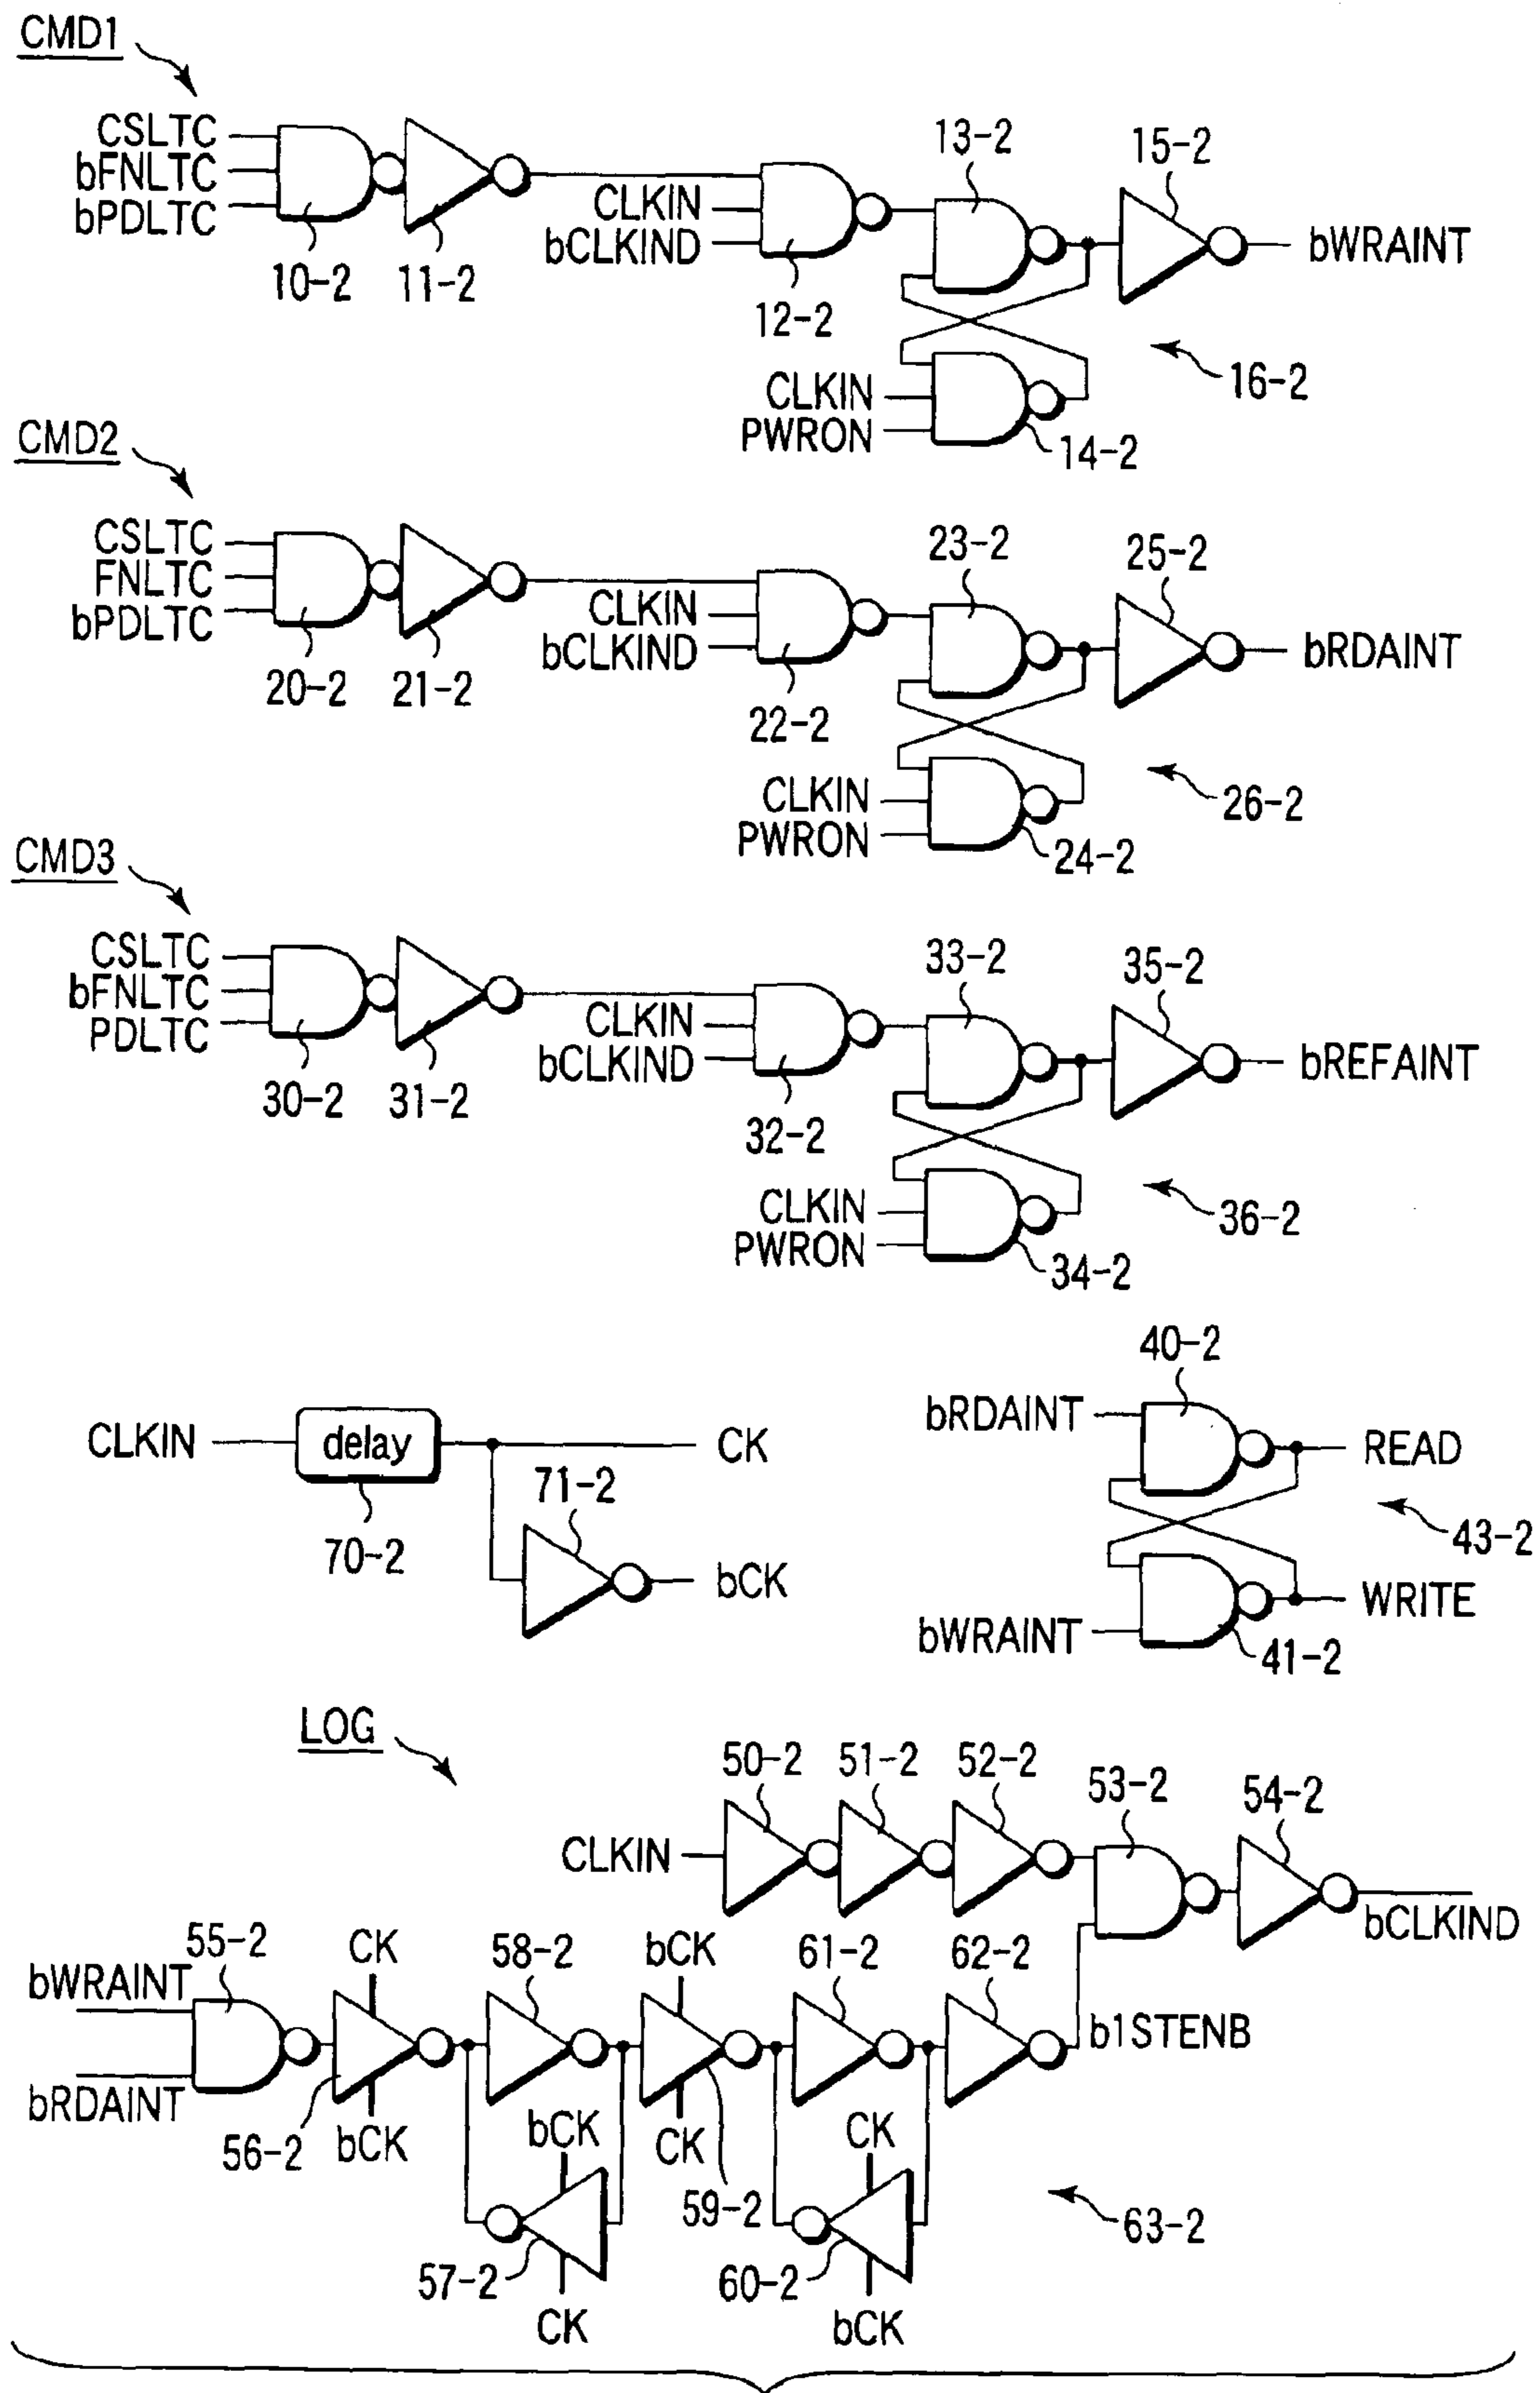 CMD1
CSLTC
bFNLTC
bPDLTC
10-2
11-2
CLKIN
bCLKIND
12-2
13-2
15-2
bWRAINT
CLKIN
PWRON
14-2
16-2
CMD2
CSLTC
FNLTC
bPDLTC
20-2
21-2
CLKIN
bCLKIND
22-2
23-2
25-2
bRDAINT
CLKIN
PWRON
24-2
26-2
CMD3
CSLTC
bFNLTC
PDLTC
30-2
31-2
CLKIN
bCLKIND
32-2
33-2
35-2
bREFAINT
CLKIN
PWRON
34-2
36-2
CLKIN
delay
70-2
CK
71-2
bCK
40-2
bRDAINT
READ
43-2
WRITE
bWRAINT
41-2
LOG
50-2
51-2
52-2
53-2
54-2
CLKIN
bCLKIND
55-2
bWRAINT
bRDAINT
CK
56-2
bCK
58-2
bCK
57-2
CK
bCK
CK
59-2
61-2
CK
60-2
bCK
62-2
b1STENB
63-2